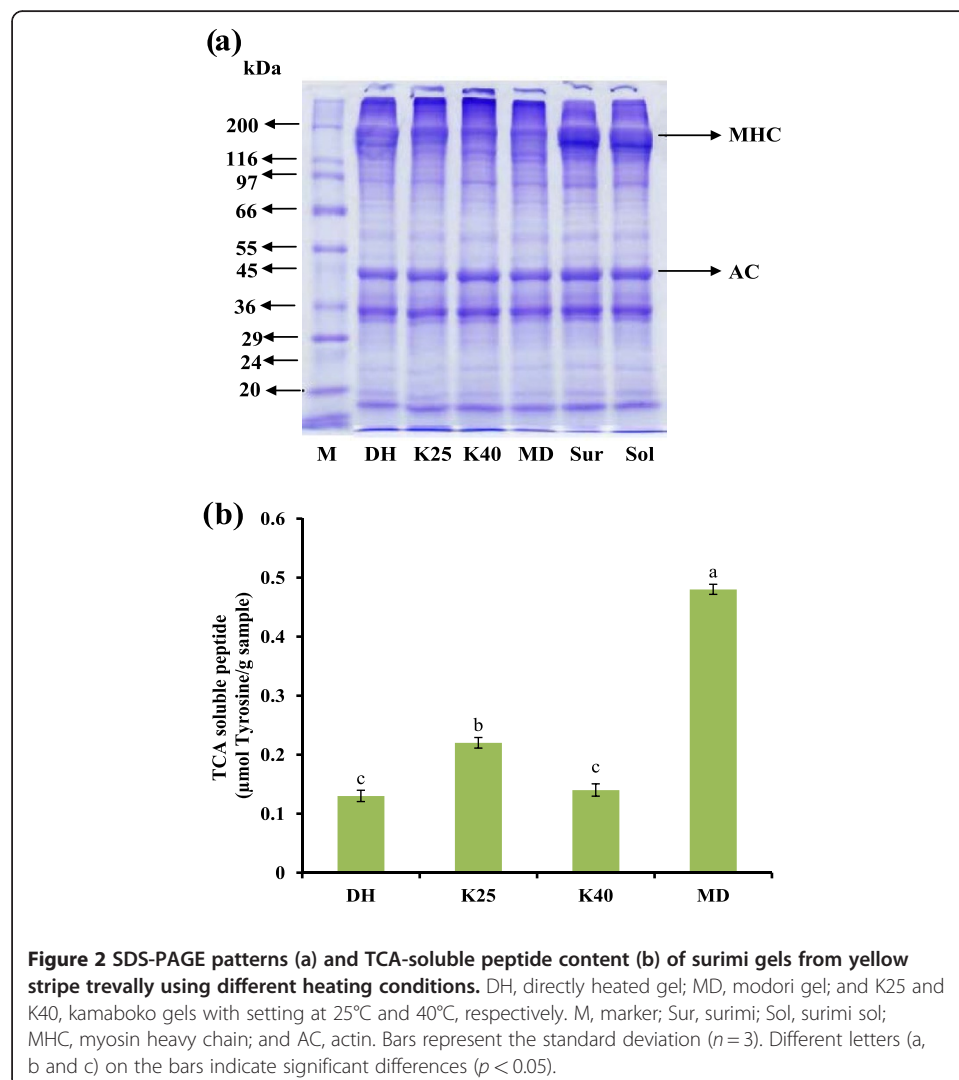 (a)
kDa
200
116
97
66
55
45
36
29
24
20
MHC
AC
M DH K25 K40 MD Sur Sol
(b)
TCA soluble peptide
(µmol Tyrosine/g sample)
0.6
0.5
0.4
0.3
0.2
0.1
0
c
b
c
a
DH K25 K40 MD
Figure 2 SDS-PAGE patterns (a) and TCA-soluble peptide content (b) of surimi gels from yellow
stripe trevally using different heating conditions. DH, directly heated gel; MD, modori gel; and K25 and
K40, kamaboko gels with setting at 25°C and 40°C, respectively. M, marker; Sur, surimi; Sol, surimi sol;
MHC, myosin heavy chain; and AC, actin. Bars represent the standard deviation (n = 3). Different letters (a,
b and c) on the bars indicate significant differences (p < 0.05).